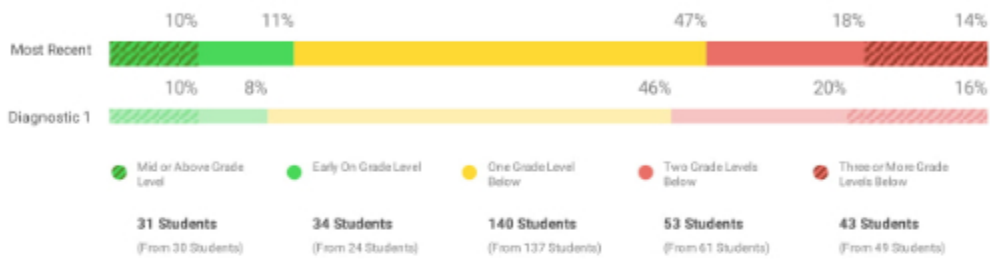 10% 11% 47% 18% 14%
Most Recent
10% 8% 46% 20% 16%
Diagnostic 1
Mid or Above Grade
Level
Early On Grade Level
One Grade Level
Below
Two Grade Levels
Below
Three or More Grade
Levels Below
31 Students
(From 30 Students)
34 Students
(From 24 Students)
140 Students
(From 137 Students)
53 Students
(From 61 Students)
43 Students
(From 49 Students)